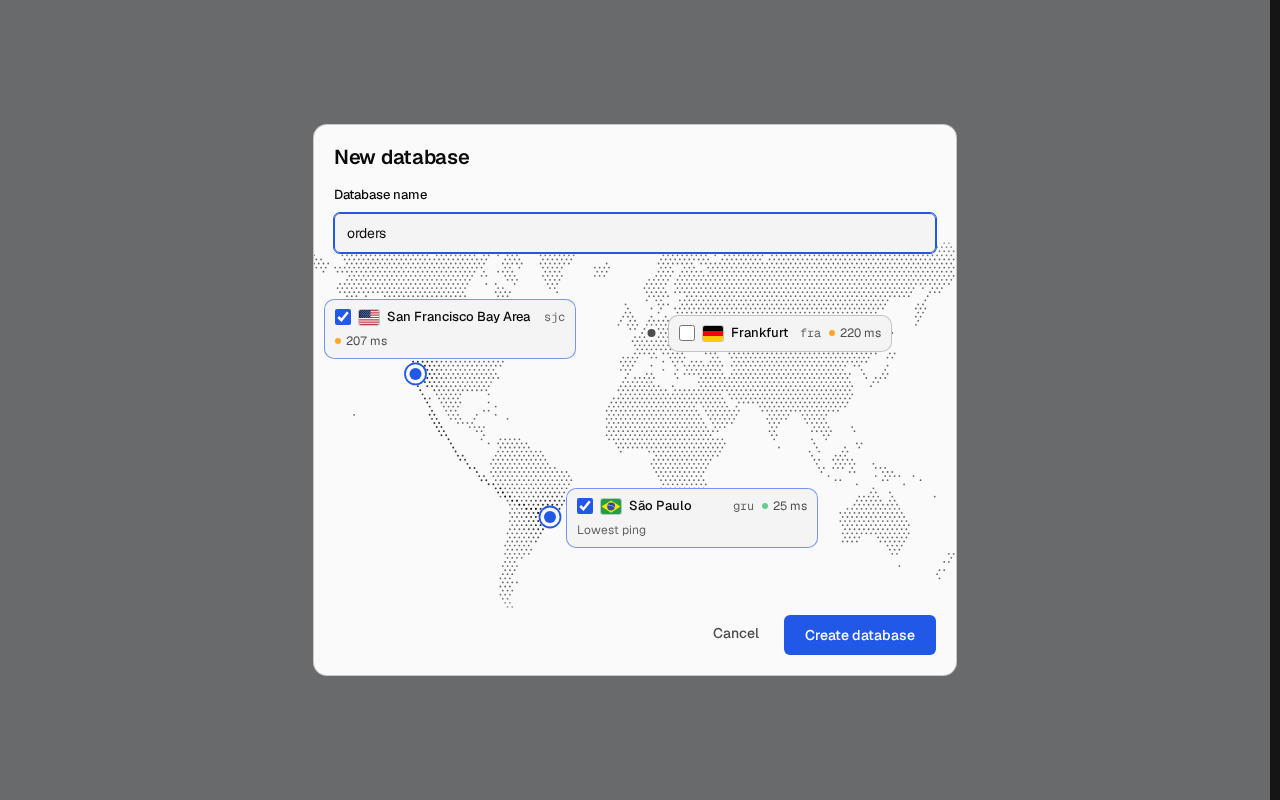 New database
Database name
orders
San Francisco Bay Area sjc
207 ms
Frankfurt fra 220 ms
São Paulo gru 25 ms
Lowest ping
Cancel
Create database